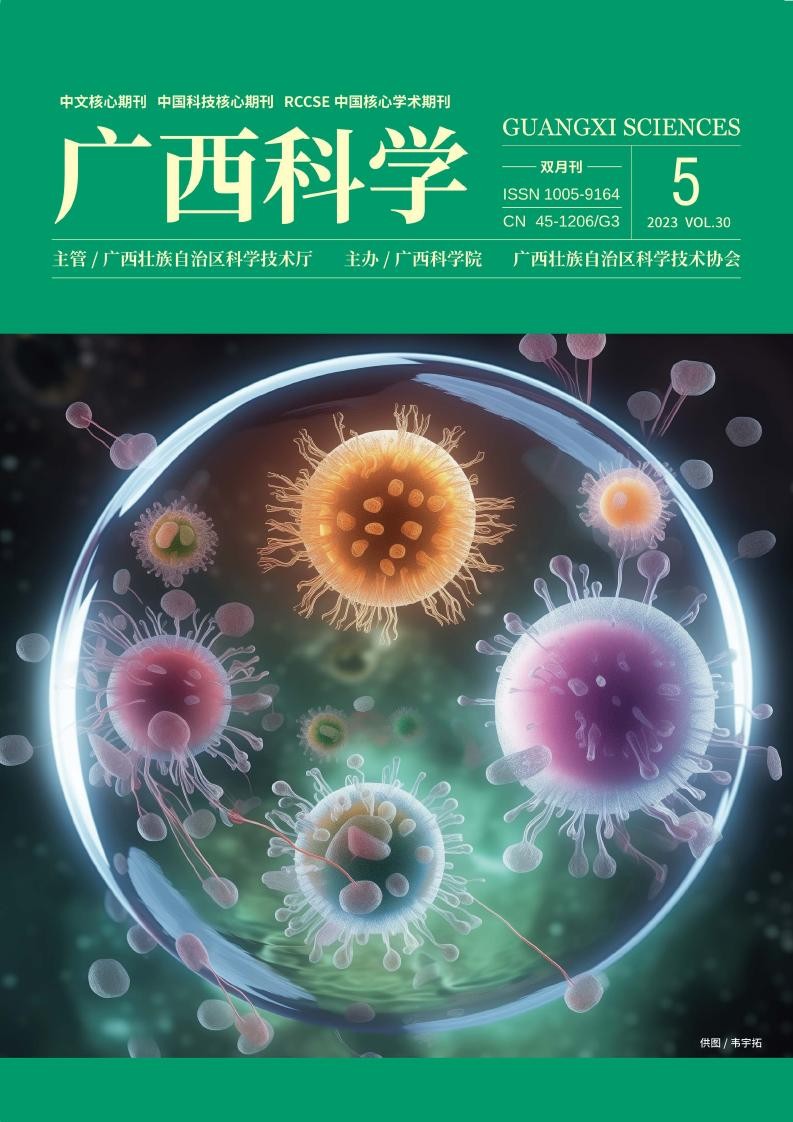 中文核心期刊 中国科技核心期刊 RCCSE 中国核心学术期刊
广西科学
GUANGXI SCIENCES
双月刊
ISSN 1005-9164
CN 45-1206/G3
5
2023 VOL.30
主管 / 广西壮族自治区科学技术厅 主办 / 广西科学院 广西壮族自治区科学技术协会
供图 / 韦宇拓